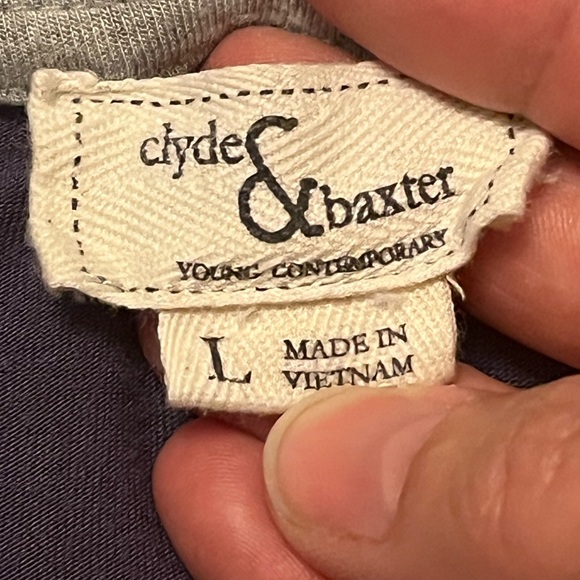 clyde
&
baxter
YOUNG CONTEMPORARY
L
MADE IN
VIETNAM